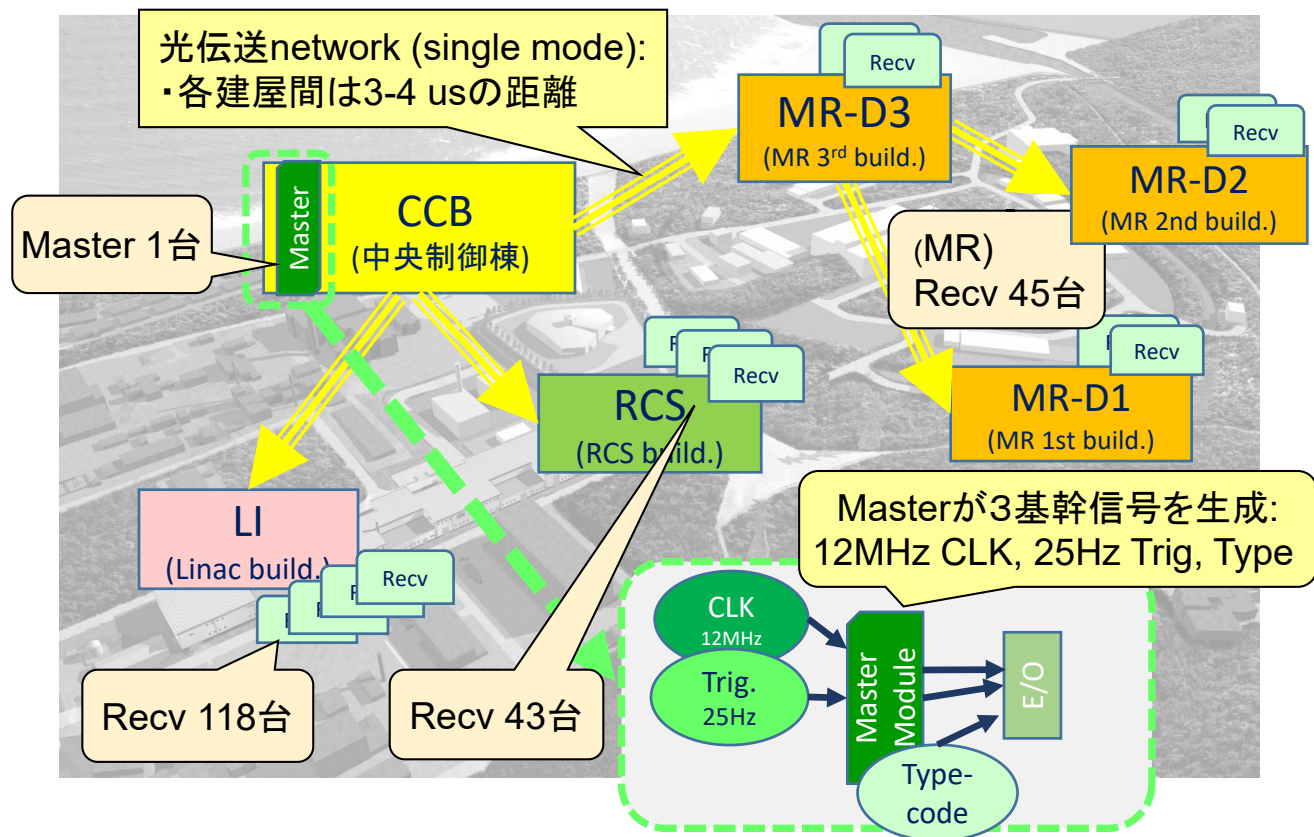 光伝送network (single mode):
・各建屋間は3-4 usの距離
Recv
MR-D3
(MR 3rd build.)
Recv
MR-D2
(MR 2nd build.)
Master
CCB
(中央制御棟)
Master 1台
(MR)
Recv 45台
Recv
MR-D1
(MR 1st build.)
Recv
RCS
(RCS build.)
LI
(Linac build.)
Recv
Recv 118台
Recv 43台
Masterが3基幹信号を生成:
12MHz CLK, 25Hz Trig, Type
CLK
12MHz
Trig.
25Hz
Master
Module
E/O
Type-
code